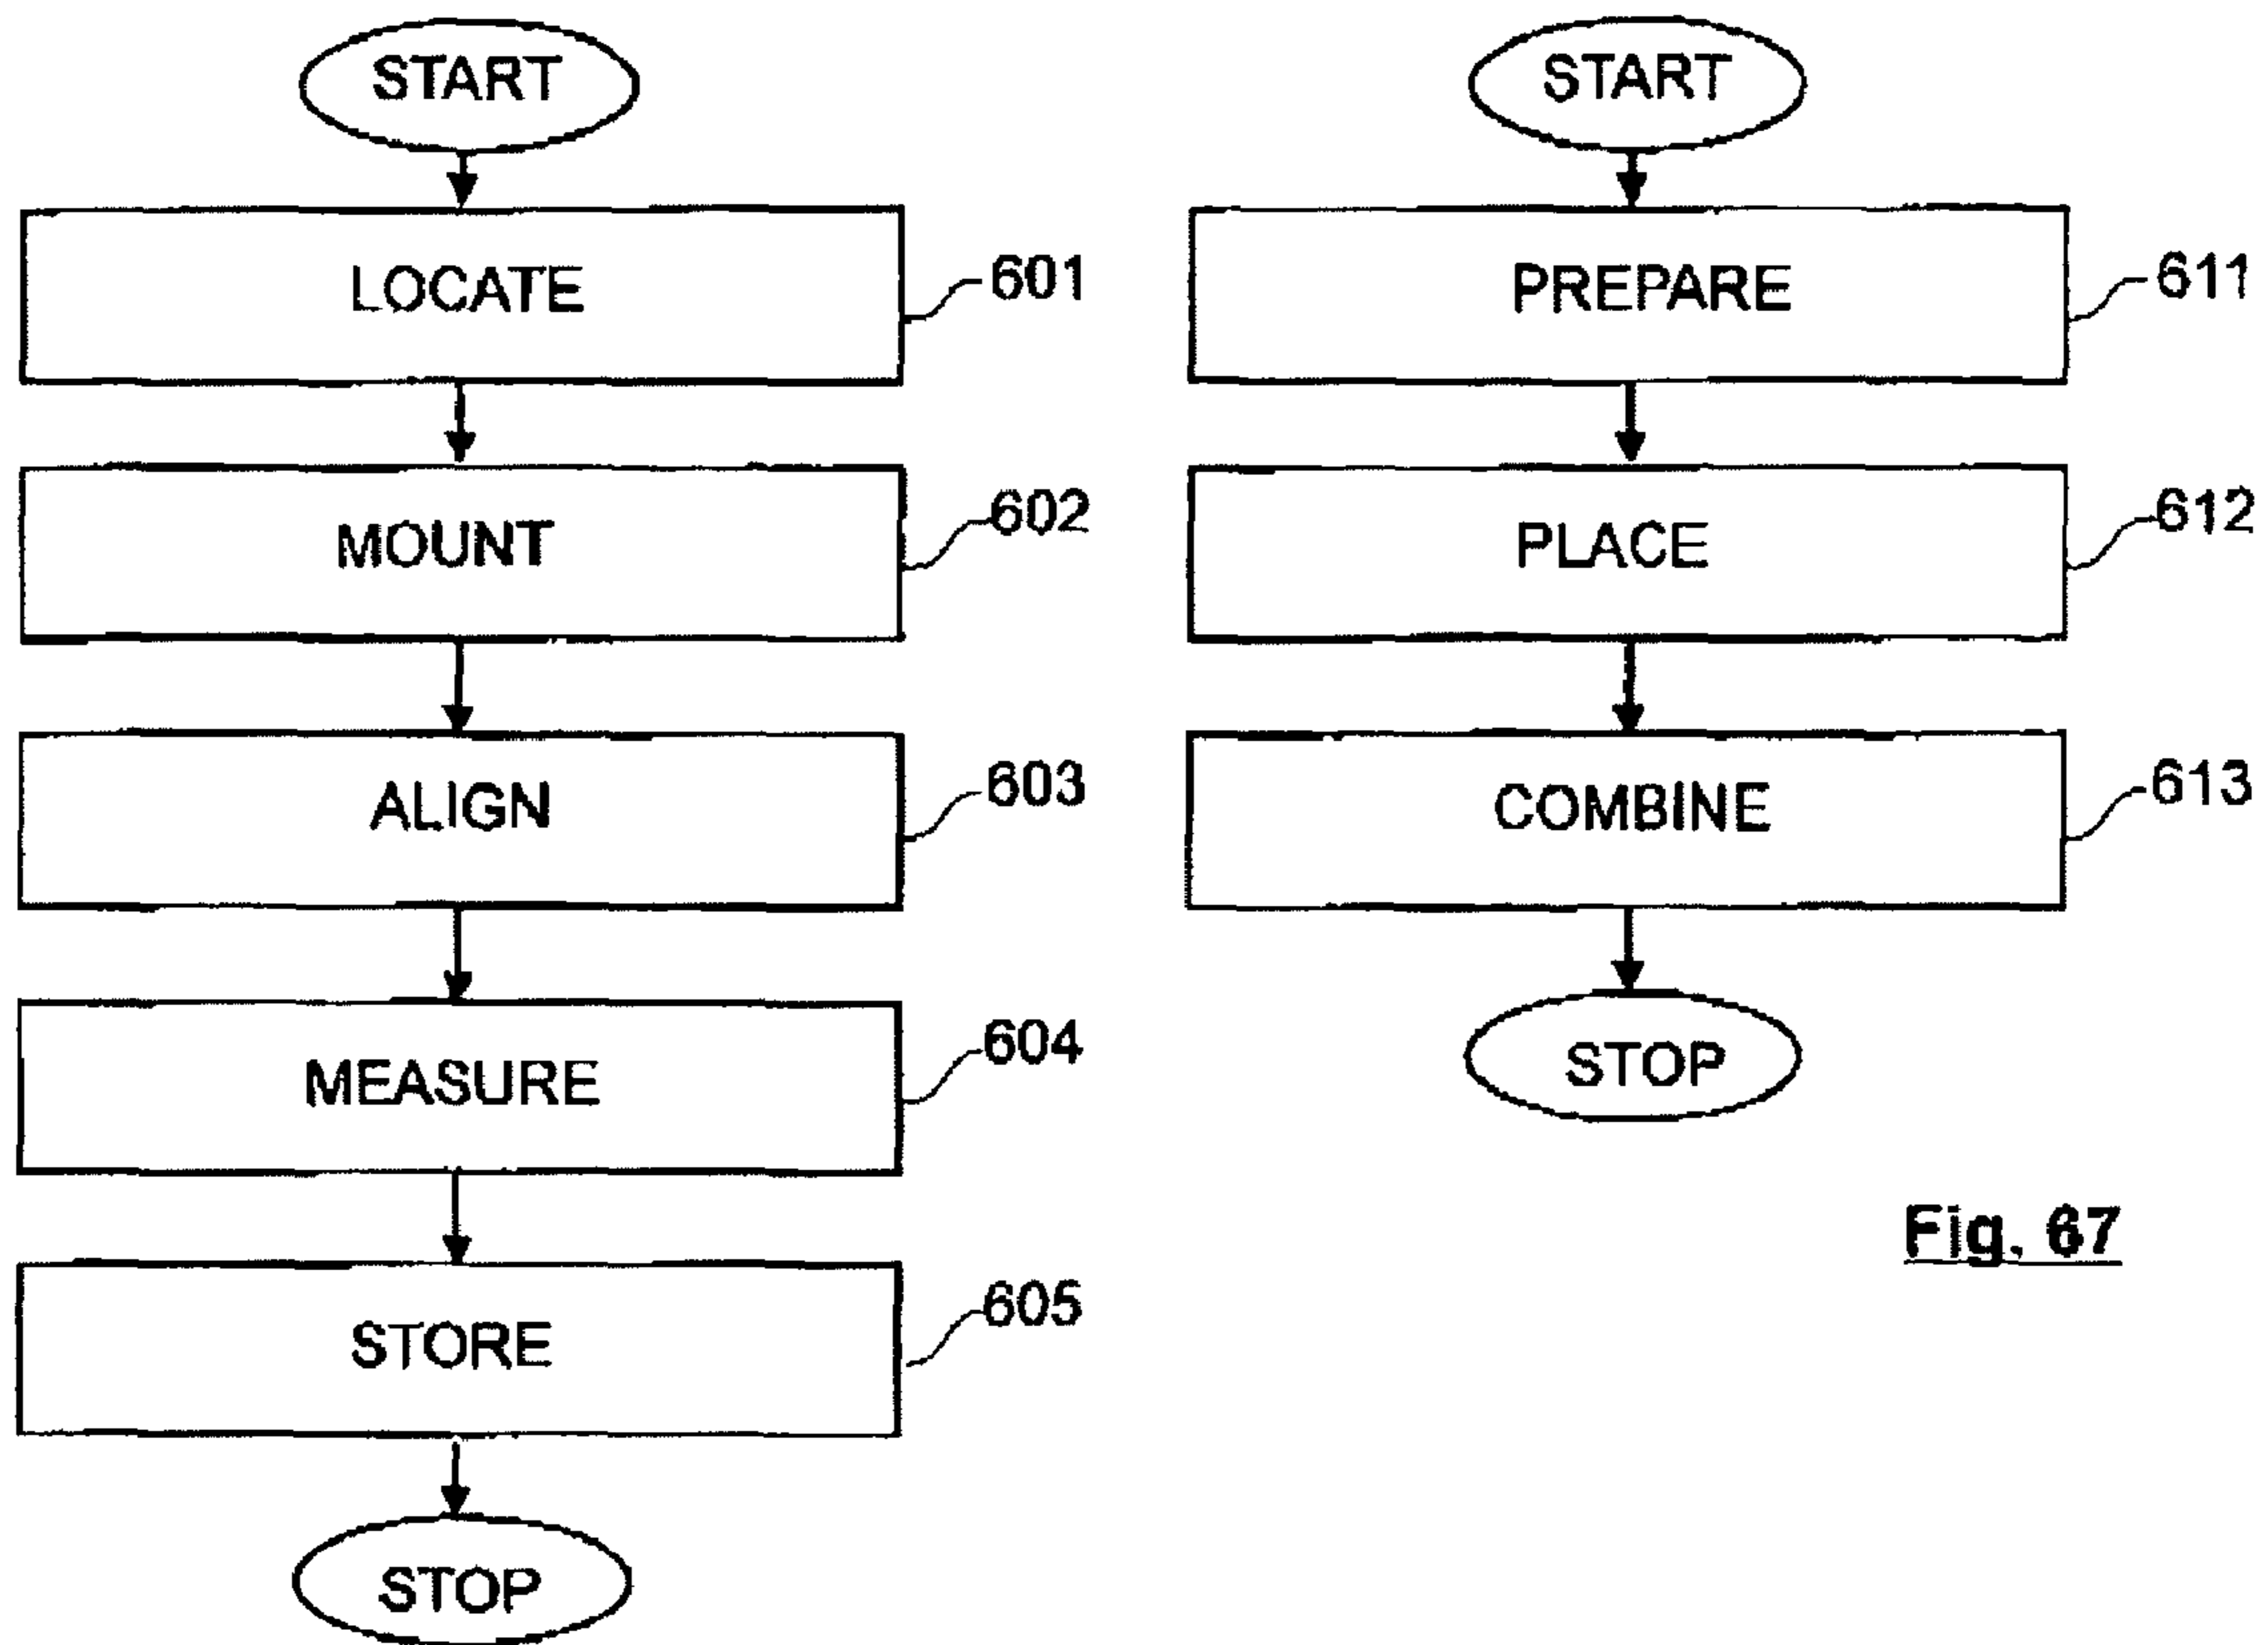 START
LOCATE
601
MOUNT
602
ALIGN
603
MEASURE
604
STORE
605
STOP
START
PREPARE
611
PLACE
612
COMBINE
613
STOP
Fig. 67